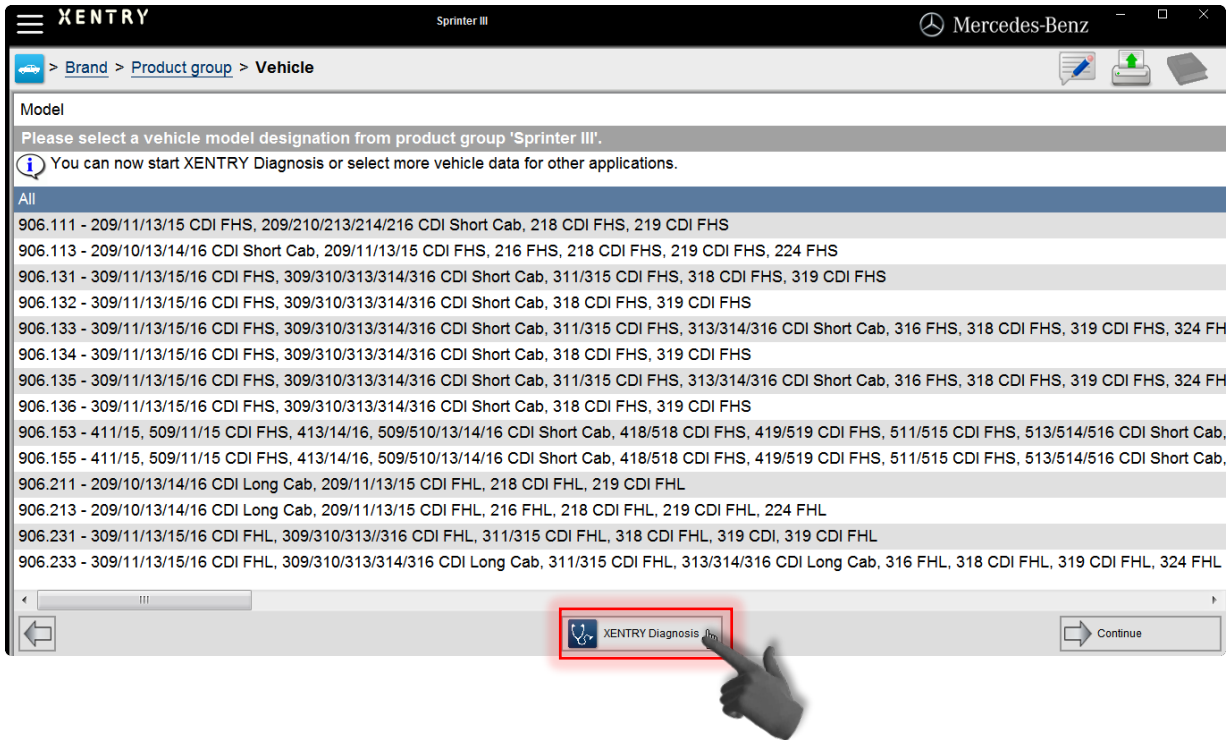 XENTRY
Sprinter III
Mercedes-Benz
> Brand > Product group > Vehicle
Model
Please select a vehicle model designation from product group 'Sprinter III'.
You can now start XENTRY Diagnosis or select more vehicle data for other applications.
All
906.111 - 209/11/13/15 CDI FHS, 209/210/213/214/216 CDI Short Cab, 218 CDI FHS, 219 CDI FHS
906.113 - 209/10/13/14/16 CDI Short Cab, 209/11/13/15 CDI FHS, 216 FHS, 218 CDI FHS, 219 CDI FHS, 224 FHS
906.131 - 309/11/13/15/16 CDI FHS, 309/310/313/314/316 CDI Short Cab, 311/315 CDI FHS, 318 CDI FHS, 319 CDI FHS
906.132 - 309/11/13/15/16 CDI FHS, 309/310/313/314/316 CDI Short Cab, 318 CDI FHS, 319 CDI FHS
906.133 - 309/11/13/15/16 CDI FHS, 309/310/313/314/316 CDI Short Cab, 311/315 CDI FHS, 313/314/316 CDI Short Cab, 316 FHS, 318 CDI FHS, 319 CDI FHS, 324 FH
906.134 - 309/11/13/15/16 CDI FHS, 309/310/313/314/316 CDI Short Cab, 318 CDI FHS, 319 CDI FHS
906.135 - 309/11/13/15/16 CDI FHS, 309/310/313/314/316 CDI Short Cab, 311/315 CDI FHS, 313/314/316 CDI Short Cab, 316 FHS, 318 CDI FHS, 319 CDI FHS, 324 FH
906.136 - 309/11/13/15/16 CDI FHS, 309/310/313/314/316 CDI Short Cab, 318 CDI FHS, 319 CDI FHS
906.153 - 411/15, 509/11/15 CDI FHS, 413/14/16, 509/510/13/14/16 CDI Short Cab, 418/518 CDI FHS, 419/519 CDI FHS, 511/515 CDI FHS, 513/514/516 CDI Short Cab,
906.155 - 411/15, 509/11/15 CDI FHS, 413/14/16, 509/510/13/14/16 CDI Short Cab, 418/518 CDI FHS, 419/519 CDI FHS, 511/515 CDI FHS, 513/514/516 CDI Short Cab,
906.211 - 209/10/13/14/16 CDI Long Cab, 209/11/13/15 CDI FHL, 218 CDI FHL, 219 CDI FHL
906.213 - 209/10/13/14/16 CDI Long Cab, 209/11/13/15 CDI FHL, 216 FHL, 218 CDI FHL, 219 CDI FHL, 224 FHL
906.231 - 309/11/13/15/16 CDI FHL, 309/310/313//316 CDI Long Cab, 311/315 CDI FHL, 318 CDI FHL, 319 CDI, 319 CDI FHL
906.233 - 309/11/13/15/16 CDI FHL, 309/310/313/314/316 CDI Long Cab, 311/315 CDI FHL, 313/314/316 CDI Long Cab, 316 FHL, 318 CDI FHL, 319 CDI FHL, 324 FHL
XENTRY Diagnosis
Continue